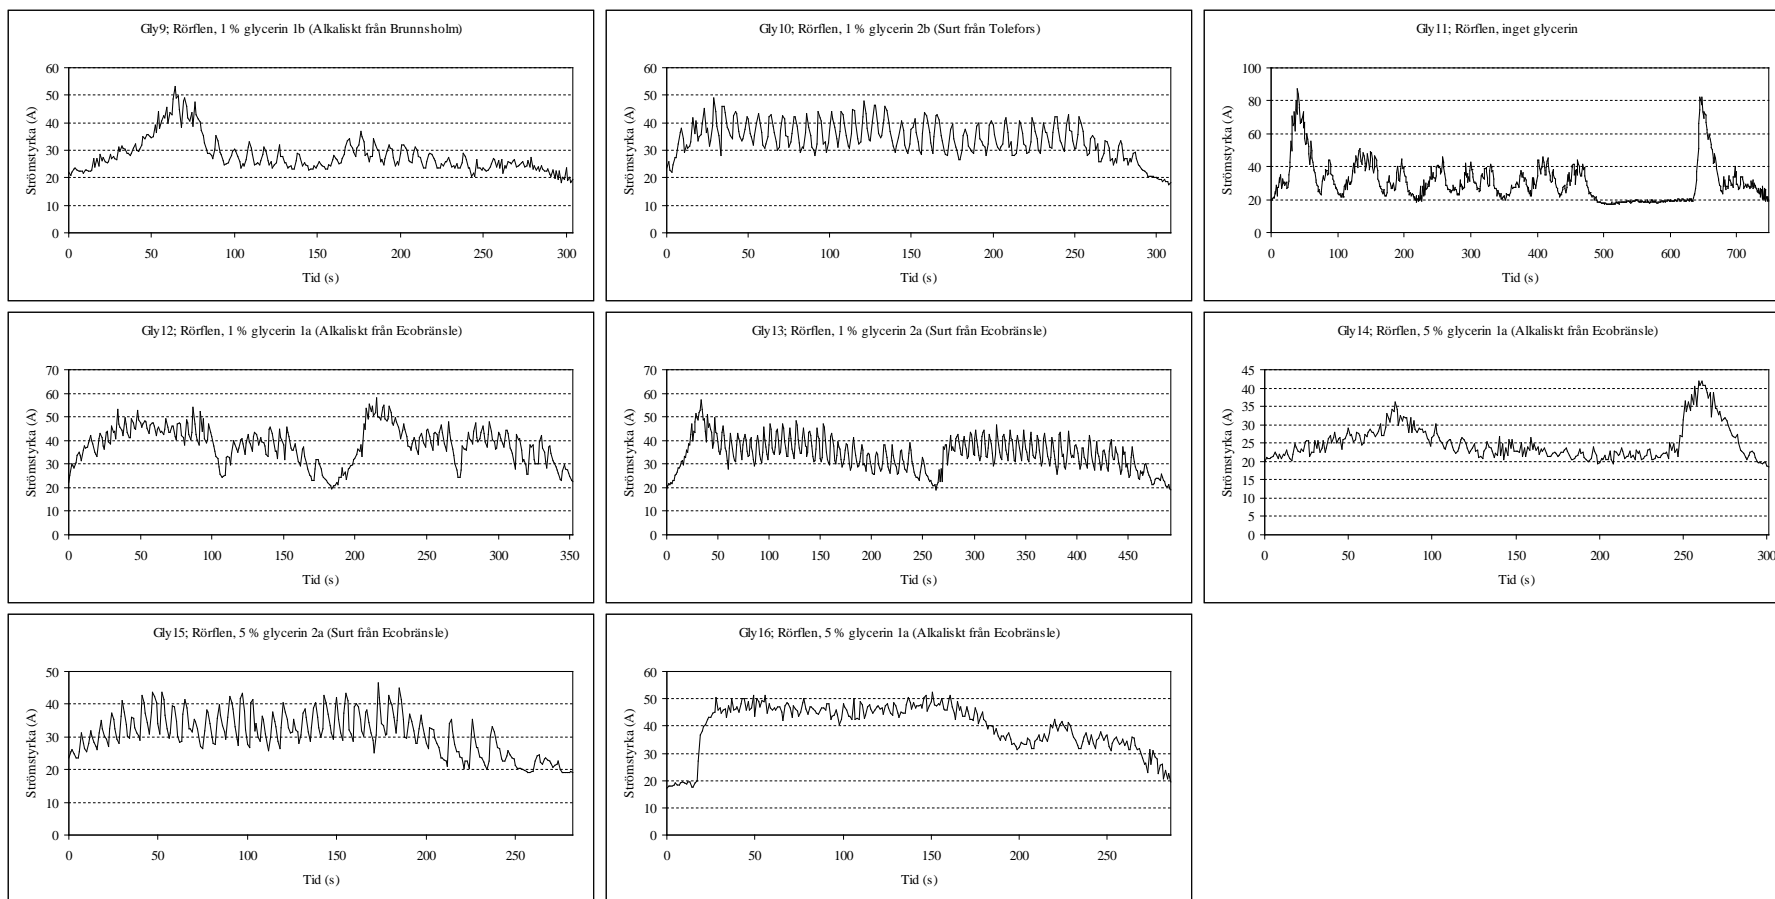 Gly9; Rörflen, 1 % glycerin 1b (Alkaliskt från Brunnsholm)
Strömstyrka (A)
60
50
40
30
20
10
0
0 50 100 150 200 250 300
Tid (s)
Gly10; Rörflen, 1 % glycerin 2b (Surt från Tolefors)
Strömstyrka (A)
60
50
40
30
20
10
0
0 50 100 150 200 250 300
Tid (s)
Gly11; Rörflen, inget glycerin
Strömstyrka (A)
100
80
60
40
20
0
0 100 200 300 400 500 600 700
Tid (s)
Gly12; Rörflen, 1 % glycerin 1a (Alkaliskt från Ecobränsle)
Strömstyrka (A)
70
60
50
40
30
20
10
0
0 50 100 150 200 250 300 350
Tid (s)
Gly13; Rörflen, 1 % glycerin 2a (Surt från Ecobränsle)
Strömstyrka (A)
70
60
50
40
30
20
10
0
0 50 100 150 200 250 300 350 400 450
Tid (s)
Gly14; Rörflen, 5 % glycerin 1a (Alkaliskt från Ecobränsle)
Strömstyrka (A)
45
40
35
30
25
20
15
10
5
0
0 50 100 150 200 250 300
Tid (s)
Gly15; Rörflen, 5 % glycerin 2a (Surt från Ecobränsle)
Strömstyrka (A)
50
40
30
20
10
0
0 50 100 150 200 250
Tid (s)
Gly16; Rörflen, 5 % glycerin 1a (Alkaliskt från Ecobränsle)
Strömstyrka (A)
60
50
40
30
20
10
0
0 50 100 150 200 250
Tid (s)